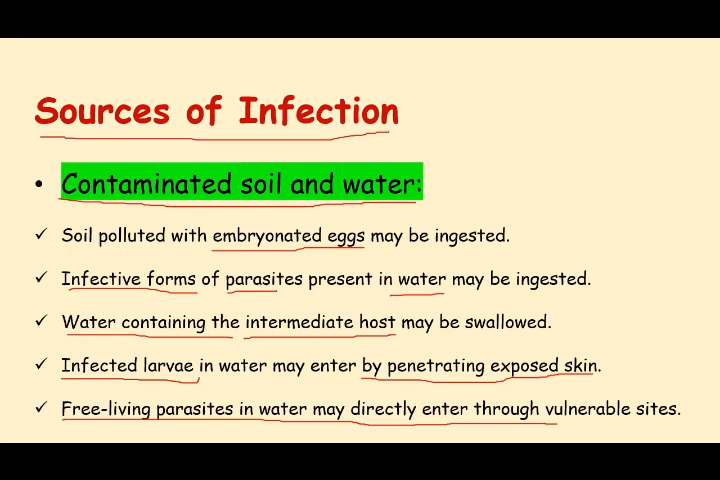 Sources of Infection
• Contaminated soil and water:
✓ Soil polluted with embryonated eggs may be ingested.
✓ Infective forms of parasites present in water may be ingested.
✓ Water containing the intermediate host may be swallowed.
✓ Infected larvae in water may enter by penetrating exposed skin.
✓ Free-living parasites in water may directly enter through vulnerable sites.